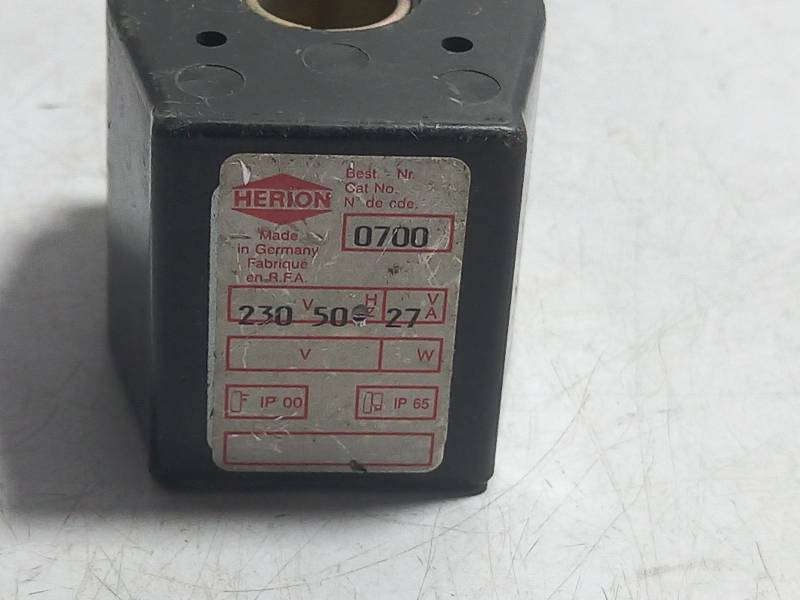 Best. - Nr.
Cat No.
N° de cde.
HERION
0700
Made
in Germany
Fabriqué
en R.F.A.
230 V 50 Hz 27 VA
V W
IP 00 IP 65